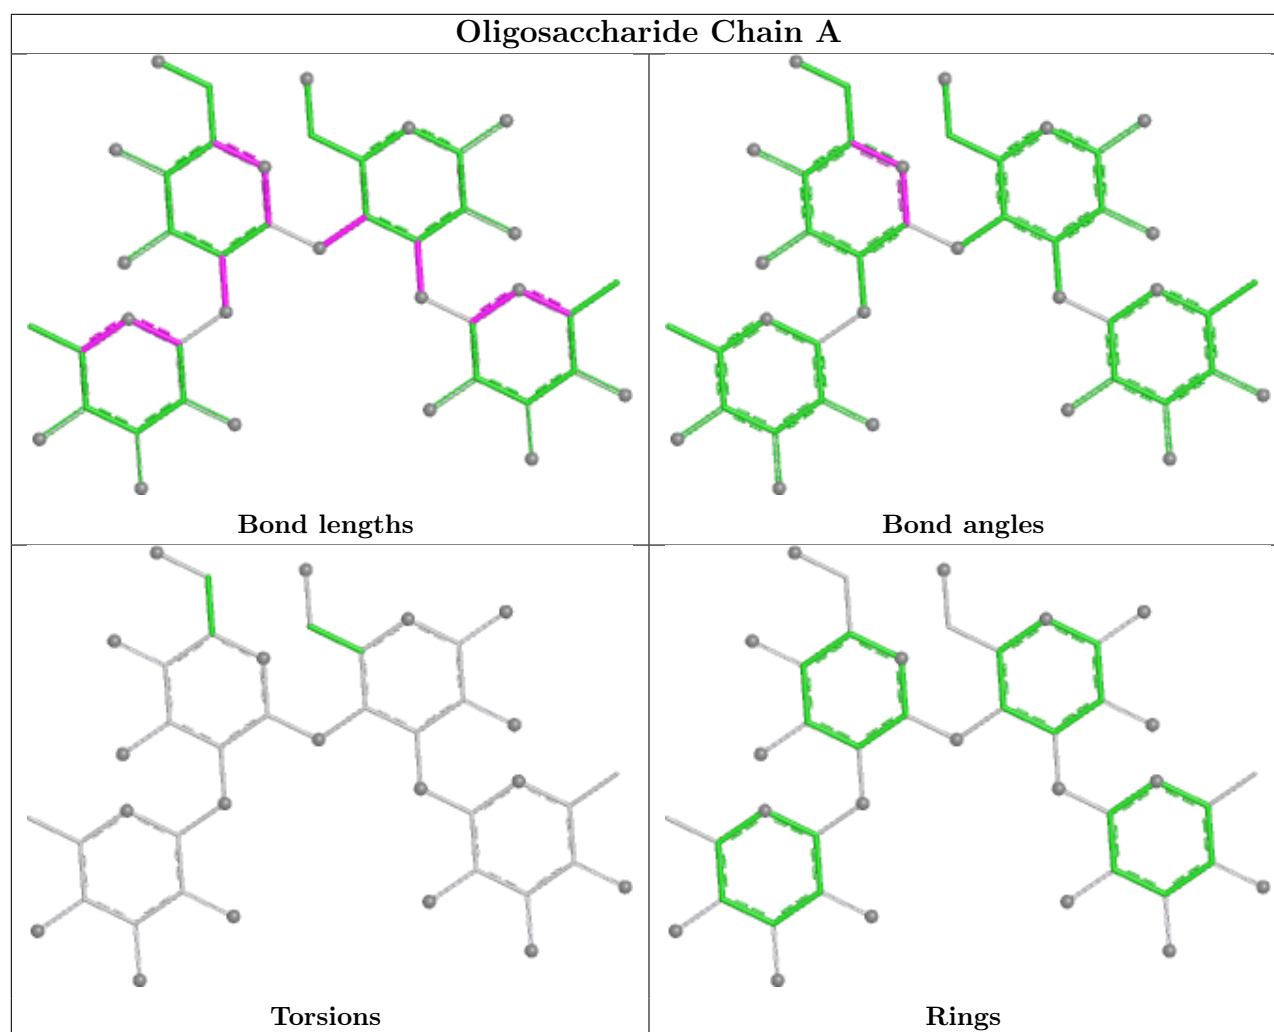 Oligosaccharide Chain A
Bond lengths
Bond angles
Torsions
Rings